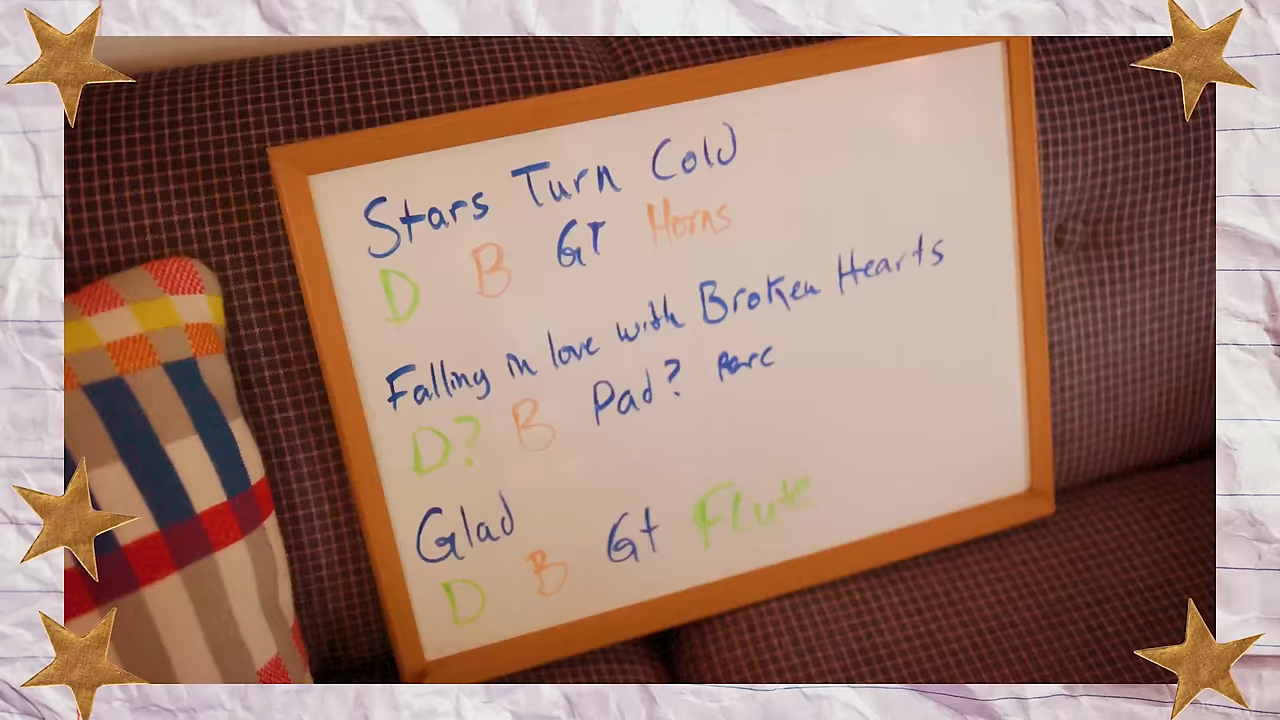 Stars Turn Cold
D B GT Horns
Falling in love with Broken Hearts
D? B Pad? Perc
Glad
D B Gt Flute